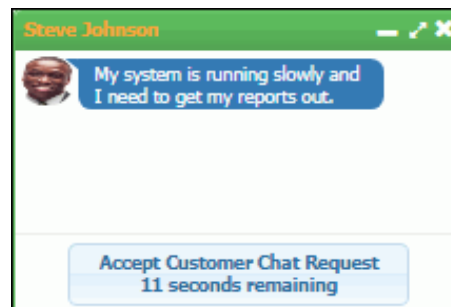 Steve Johnson
My system is running slowly and
I need to get my reports out.
Accept Customer Chat Request
11 seconds remaining